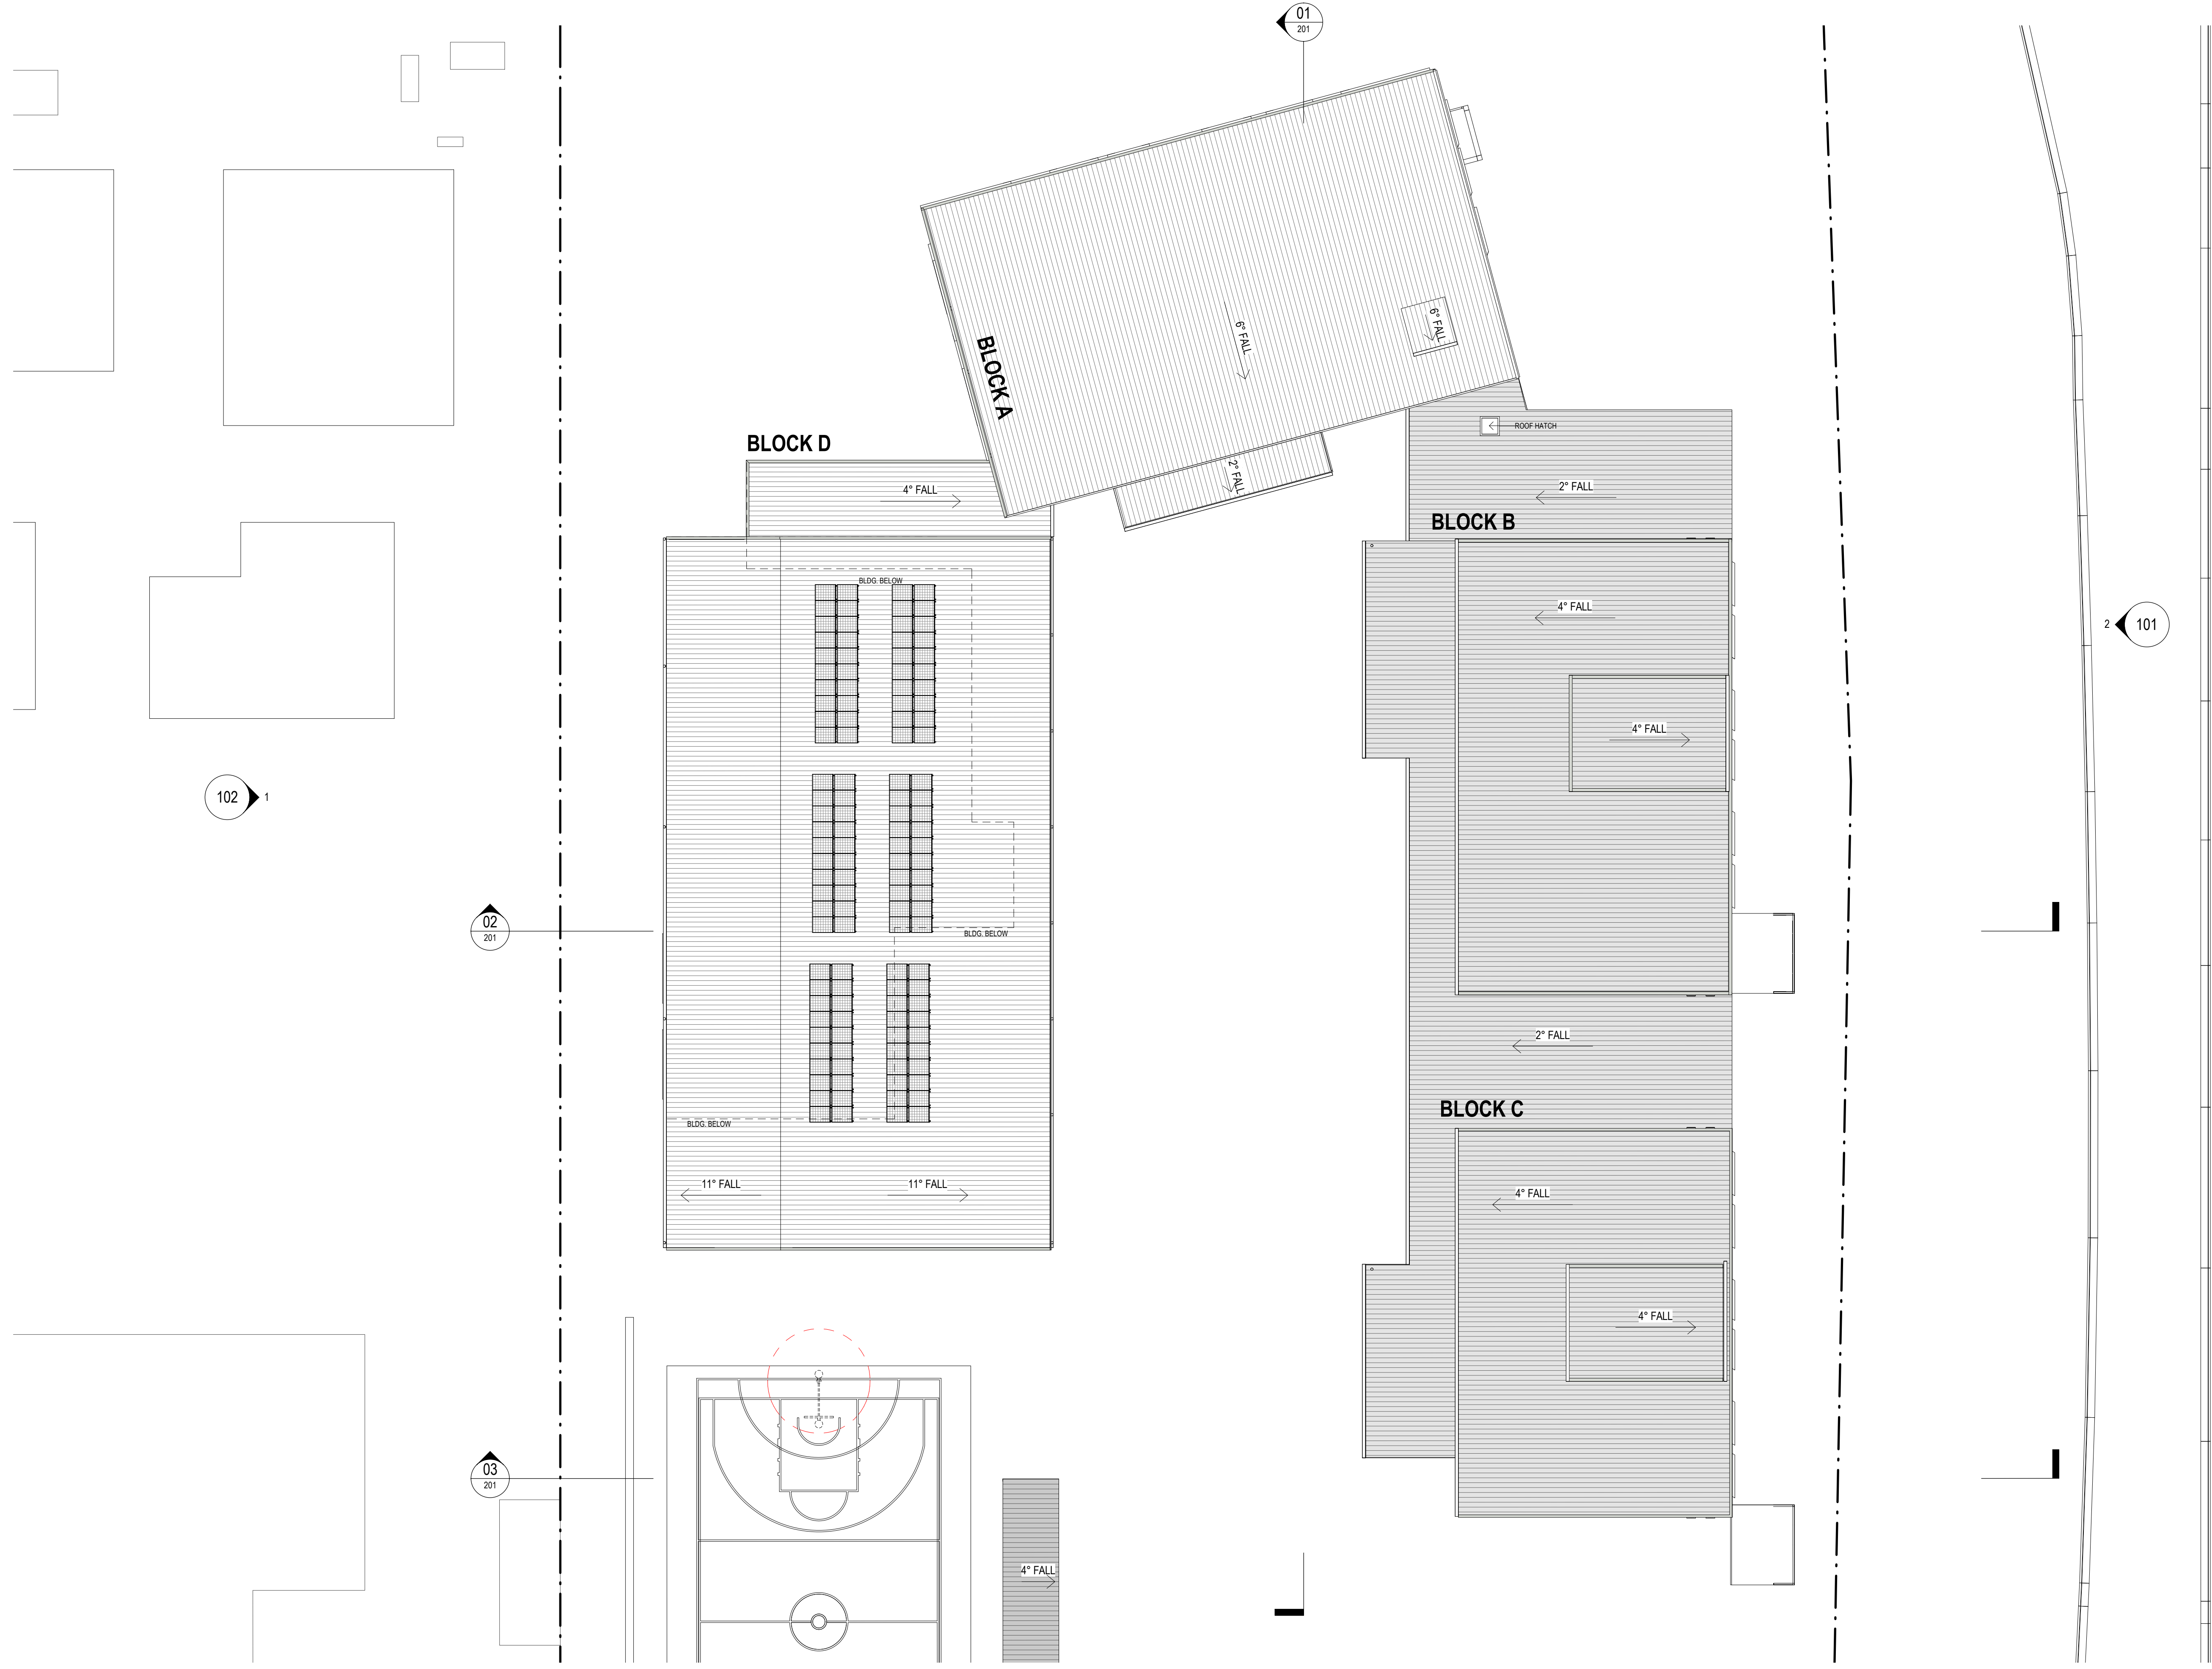 01
201
BLOCK A
6° FALL
6° FALL
ROOF HATCH
BLOCK D
2° FALL
4° FALL
2° FALL
BLOCK B
BLDG. BELOW
4° FALL
2
101
4° FALL
102
1
02
201
BLDG. BELOW
2° FALL
BLOCK C
BLDG. BELOW
11° FALL
11° FALL
4° FALL
4° FALL
03
201
4° FALL